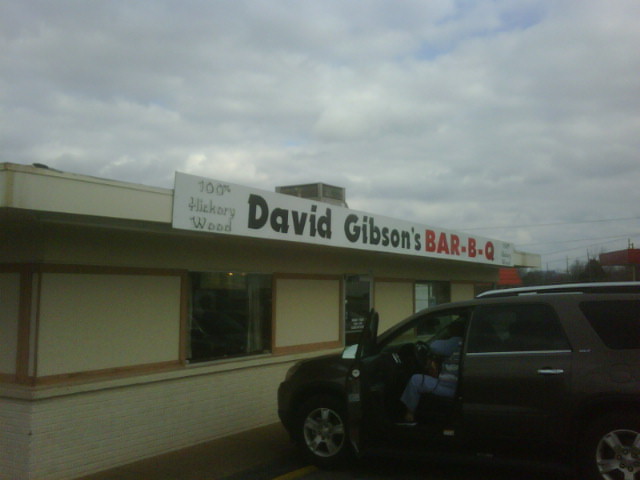 100%
Hickory
Wood
David Gibson's BAR-B-Q